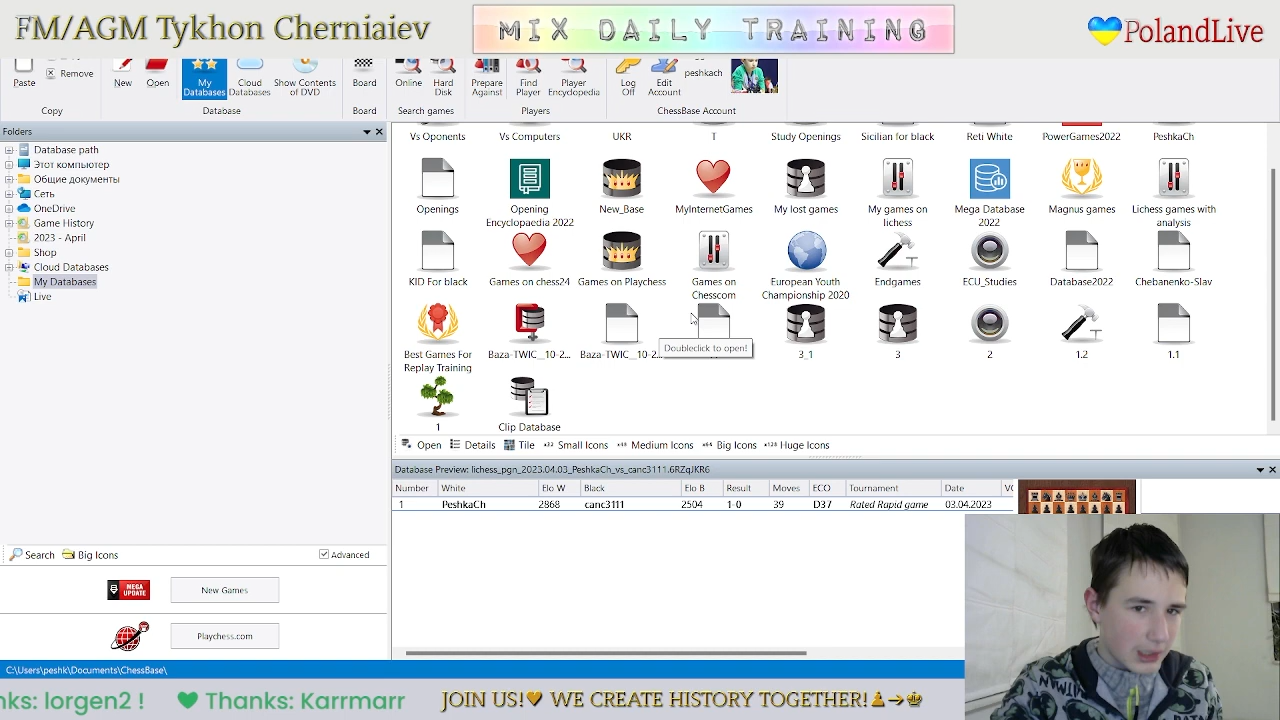 FM/AGM Tykhon Cherniaiev
MIX DAILY TRAINING
PolandLive
Paste
Remove
New
Open
My Databases
Cloud Databases
Show Contents of DVD
Board
Online
Hard Disk
Prepare Against
Find Player
Player Encyclopedia
Log Off
Edit Account
peshkach
Copy
Database
Board
Search games
Players
ChessBase Account
Folders
Database path
Этот компьютер
Общие документы
Сеть
OneDrive
Game History
2023 - April
Shop
Cloud Databases
My Databases
Live
Search
Big Icons
Advanced
New Games
MEGA UPDATE
Playchess.com
Vs Oponents
Vs Computers
UKR
T
Study Openings
Sicilian for black
Reti White
PowerGames2022
PeshkaCh
Openings
Opening Encyclopaedia 2022
New_Base
MyInternetGames
My lost games
My games on lichess
Mega Database 2022
Magnus games
Lichess games with analysis
KID For black
Games on chess24
Games on Playchess
Games on Chesscom
European Youth Championship 2020
Endgames
ECU_Studies
Database2022
Chebanenko-Slav
Best Games For Replay Training
Baza-TWIC__10-2...
Baza-TWIC__10-2...
Doubleclick to open!
3_1
3
2
1.2
1.1
1
Clip Database
Open
Details
Tile
Small Icons
Medium Icons
Big Icons
Huge Icons
Database Preview: lichess_pgn_2023.04.03_PeshkaCh_vs_canc3111.6RZqJKR6
Number White Elo W Black Elo B Result Moves ECO Tournament Date
1 PeshkaCh 2868 canc3111 2504 1-0 39 D37 Rated Rapid game 03.04.2023
C:\Users\peshk\Documents\ChessBase\
nks: lorgen2 !
Thanks: Karrmarr
JOIN US! WE CREATE HISTORY TOGETHER!